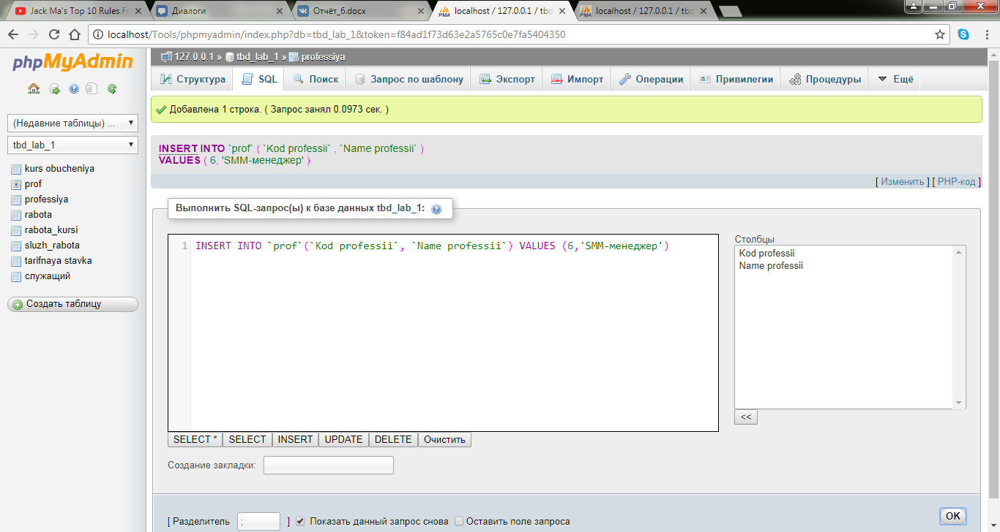 Jack Ma's Top 10 Rules Fo
Диалоги
Отчёт_6.docx
localhost / 127.0.0.1 / tbd
localhost / 127.0.0.1 / tbd
localhost/Tools/phpmyadmin/index.php?db=tbd_lab_1&token=f84ad1f73d63e2a5765c0e7fa5404350
phpMyAdmin
127.0.0.1 » tbd_lab_1 » professiya
Структура SQL Поиск Запрос по шаблону Экспорт Импорт Операции Привилегии Процедуры Ещё
(Недавние таблицы) ...
tbd_lab_1
kurs obucheniya
prof
professiya
rabota
rabota_kursi
sluzh_rabota
tarifnaya stavka
служащий
Создать таблицу
Добавлена 1 строка. ( Запрос занял 0.0973 сек. )
INSERT INTO `prof` ( `Kod professii` , `Name professii` )
VALUES ( 6, 'SMM-менеджер' )
[ Изменить ] [ PHP-код ]
Выполнить SQL-запрос(ы) к базе данных tbd_lab_1:
1 INSERT INTO `prof`(`Kod professii`, `Name professii`) VALUES (6,'SMM-менеджер')
Столбцы
Kod professii
Name professii
<<
SELECT * SELECT INSERT UPDATE DELETE Очистить
Создание закладки:
[ Разделитель ; ] Показать данный запрос снова Оставить поле запроса
OK